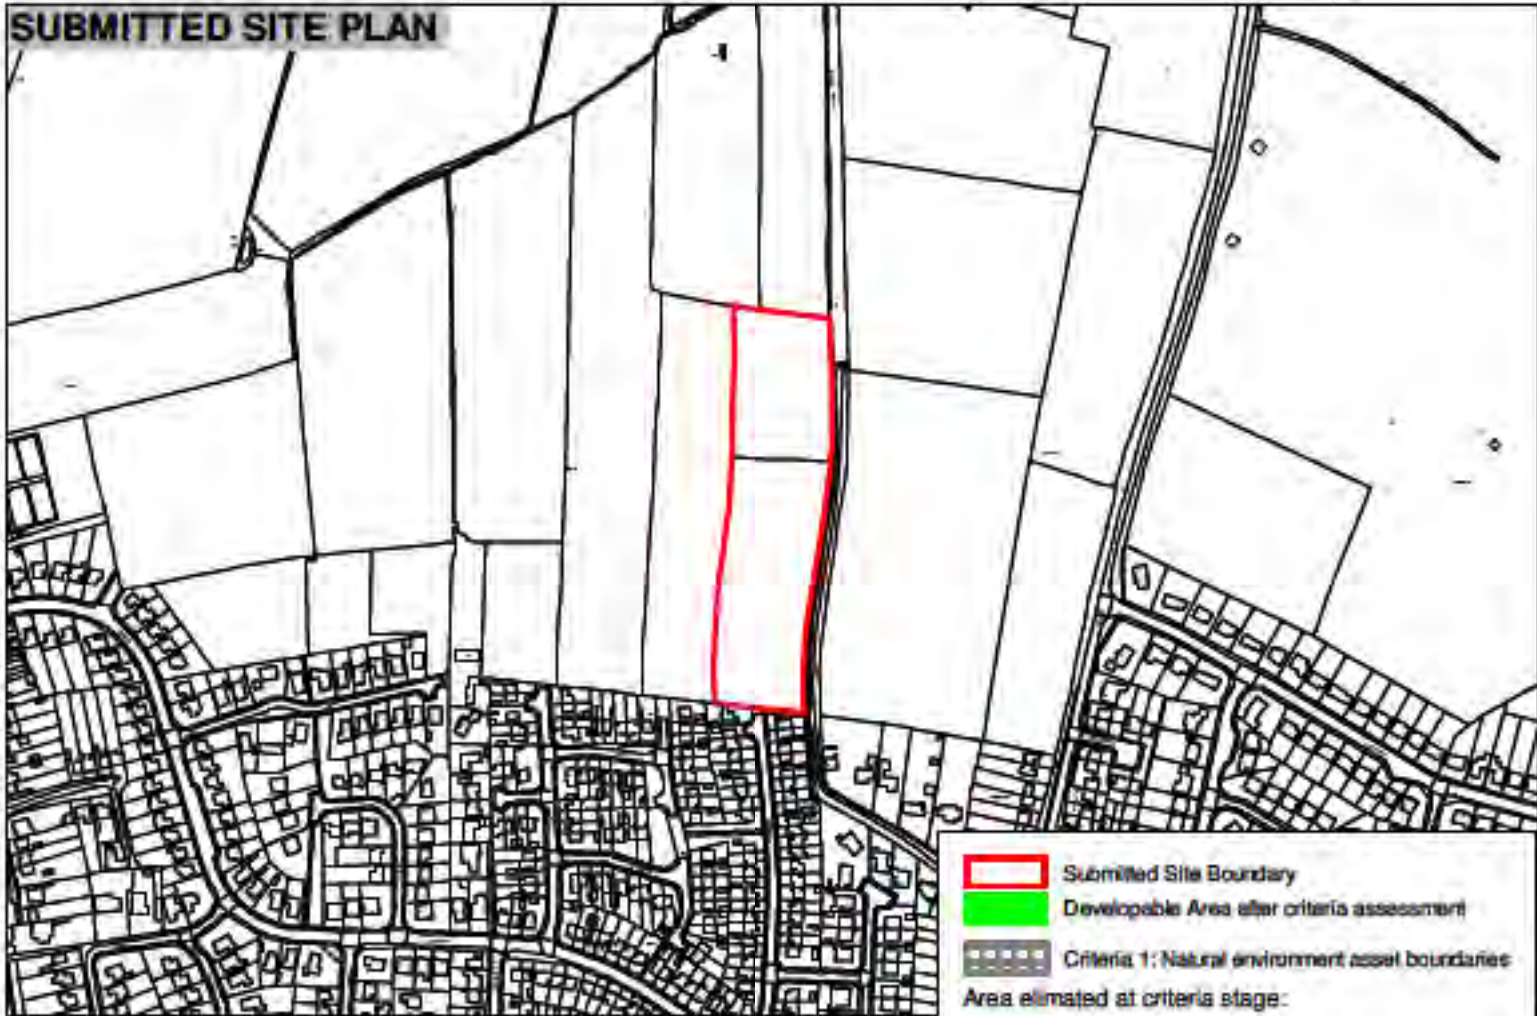 SUBMITTED SITE PLAN
Submitted Site Boundary
Developable Area after criteria assessment
Criteria 1: Natural environment asset boundaries
Area elimated at criteria stage: